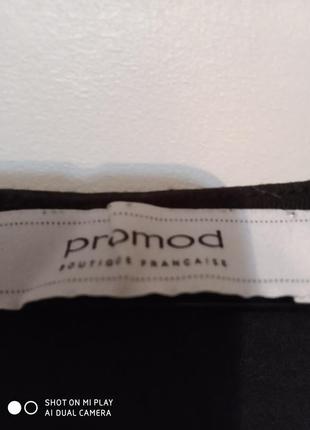 promod
BOUTIQUE FRANÇAISE
SHOT ON MI PLAY
AI DUAL CAMERA